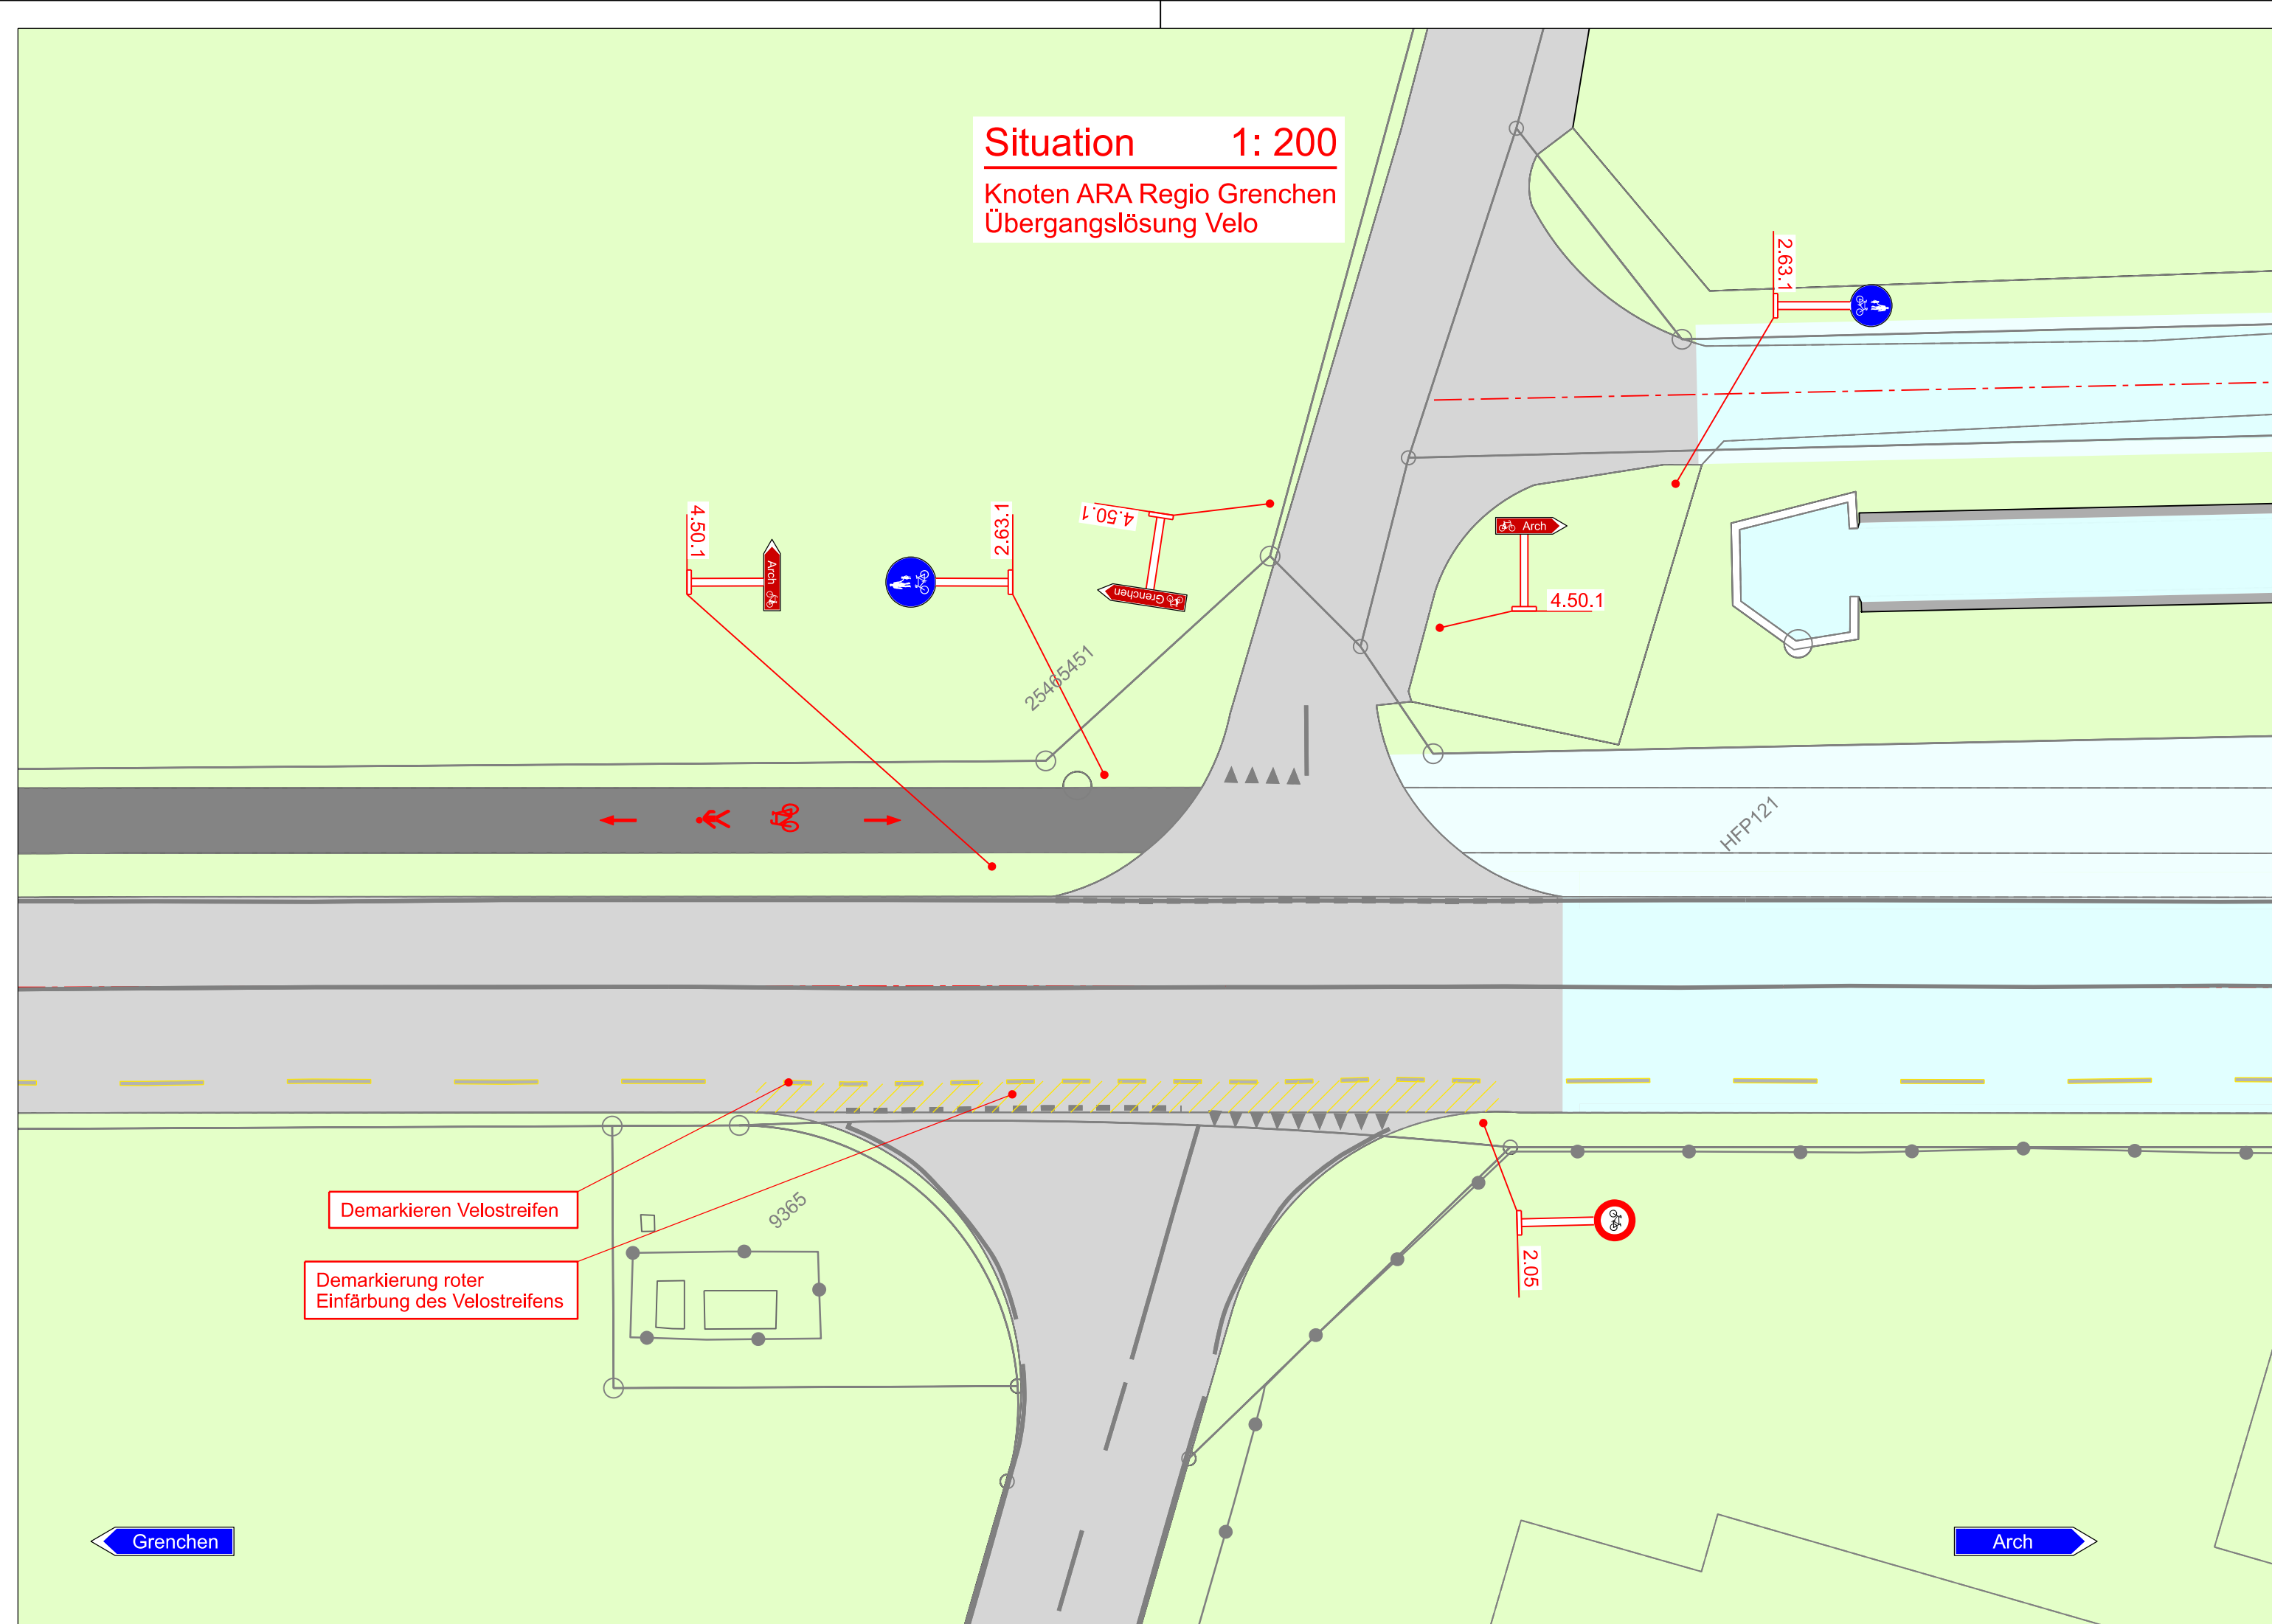 Situation 1: 200
Knoten ARA Regio Grenchen
Übergangslösung Velo
2.63.1
4.50.1
Arch
2.63.1
4.50.1
Grenchen
Arch
4.50.1
25465451
HFP121
Demarkieren Velostreifen
9365
Demarkierung roter
Einfärbung des Velostreifens
2.05
Grenchen
Arch